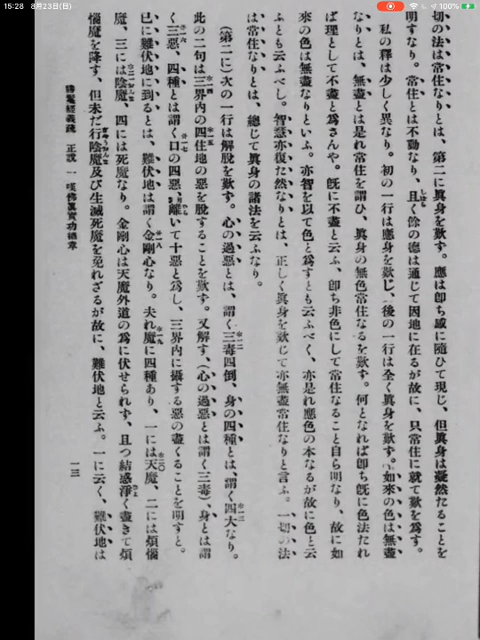 15:28 8月23日(日)
切の法は常住なりとは、第二に眞身を歎ず。應は卽ち感に隨ひて現じ、但眞身は凝然たることを
明すなり。常住とは不動なり、且く餘の德は通じて因地に在るが故に、只常住に就て歎を爲す。
私の釋は少しく異なり。初の一行は應身を歎じ、後の一行は全く眞身を歎ず。如來の色は無盡
なりとは、無盡とは是れ常住を謂ひ、眞身の無色常住なるを歎ず。何となれば卽ち旣に色法たれ
ば理として不盡と爲さんや。旣に不盡と云ふ、卽ち非色にして常住なること自ら明なり、故に如
來の色は無盡なりといふ。亦智を以て色と爲すとも云ふべく、亦是れ應色の本なるが故に色と云
ふとも云ふべし。智慧亦復た然なりとは、正しく眞身を歎じて亦無盡常住なりと言ふ。一切の法
は常住なりとは、總じて眞身の諸法を云ふなり。
(第二に)次の一行は解脫を歎ず。心の過惡とは、謂く三毒四倒、身の四種とは、謂く四大なり。
此の二句は三界內の四住地の惡を脫することを歎ず。又解す、(心の過惡とは謂く三毒)、身とは謂
く三惡、四種とは謂く口の四惡、離いて十惡と爲し、三界內に攝する惡の盡くることを明すと。
已に難伏地に到るとは、難伏地は謂く金剛心なり。夫れ魔に四種あり、一には天魔、二には煩惱
魔、三には陰魔、四には死魔なり。金剛心は天魔外道の爲に伏せられず、且つ結惑淨く盡きて煩
惱魔を降す、但未だ行陰魔及び生滅死魔を免れざるが故に、難伏地と云ふ。一に云く、難伏地は
勝鬘經義疏 正說 一 嘆佛眞實功德章
一三